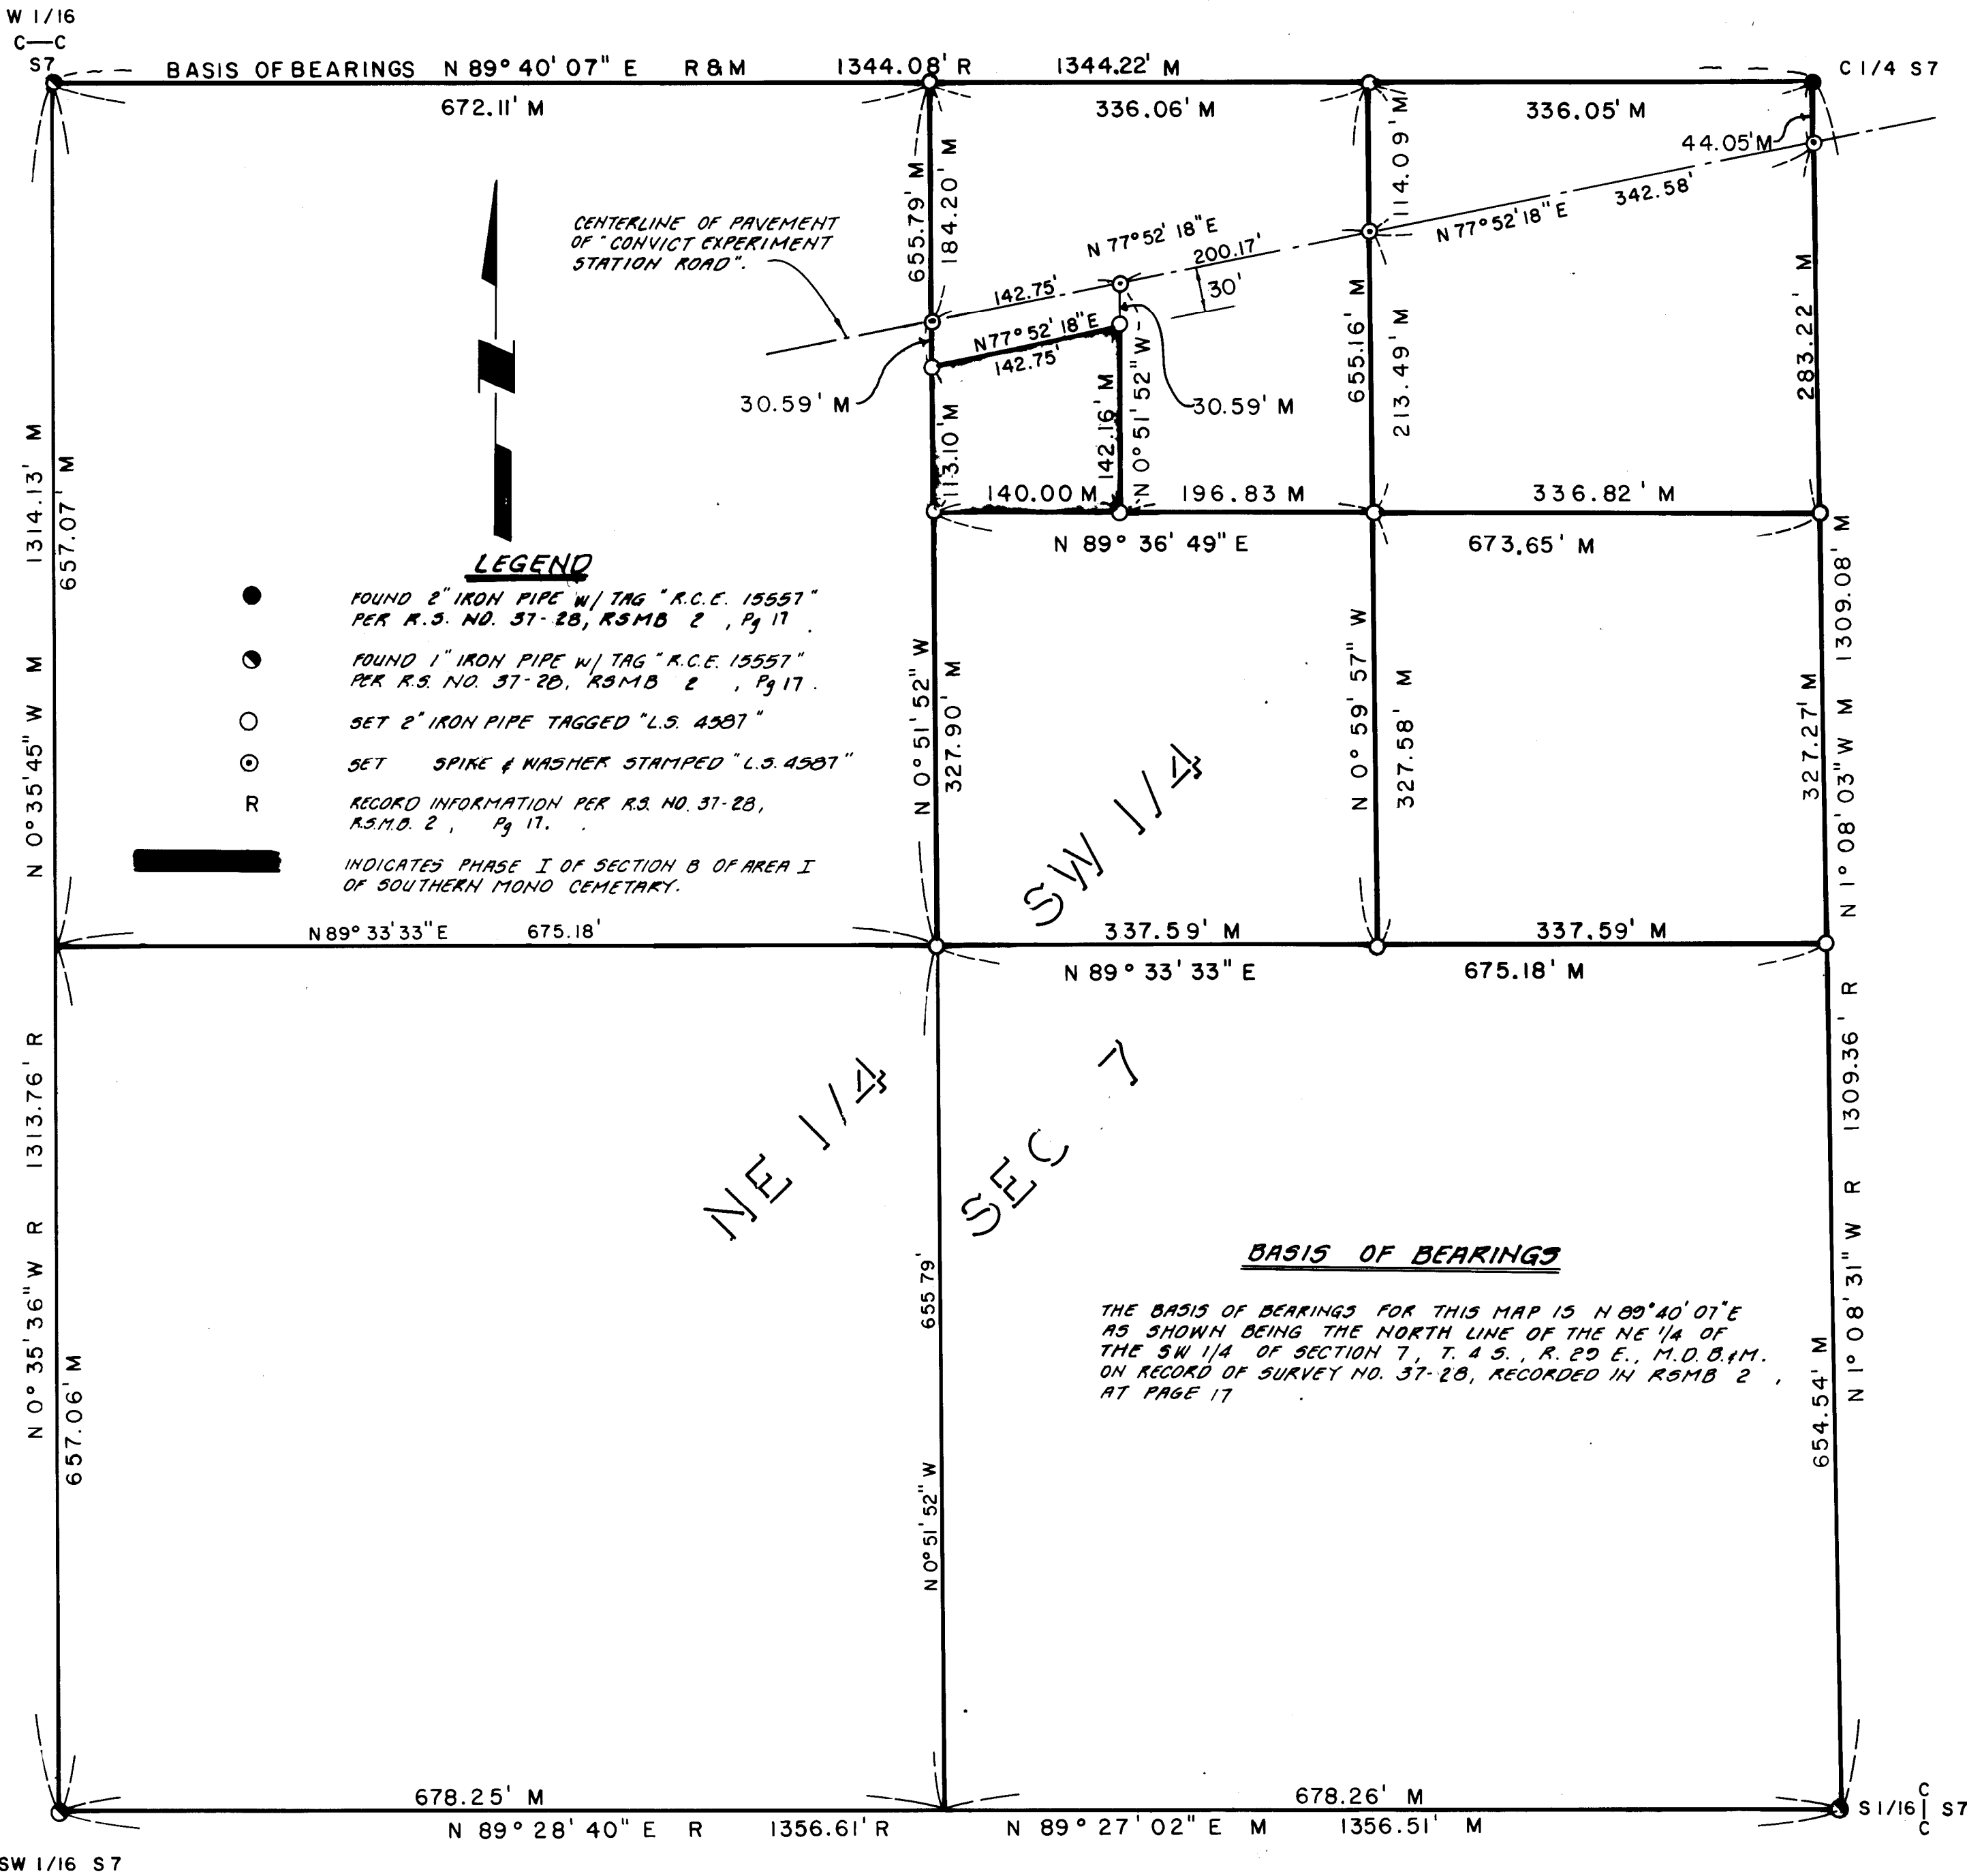 W 1/16
C—C
S7
BASIS OF BEARINGS N 89° 40' 07" E R & M 1344.08' R 1344.22' M
C 1/4 S7
672.11' M
336.06' M
336.05' M
44.05' M
655.79' M
184.20' M
114.09' M
342.58'
N 77° 52' 18" E
CENTERLINE OF PAVEMENT
OF "CONVICT EXPERIMENT
STATION ROAD".
N 77° 52' 18" E
200.17'
30'
142.75'
N 77° 52' 18" E
142.75'
30.59' M
30.59' M
113.10' M
142.16' M
N 0° 51' 52" W
655.16' M
213.49' M
283.22' M
140.00 M
196.83 M
336.82' M
N 89° 36' 49" E
673.65' M
1314.13' M
657.07' M
N 0° 35' 45" W M
LEGEND
FOUND 2" IRON PIPE W/ TAG "R.C.E. 15557"
PER R.S. NO. 37-28, RSMB 2 , Pg 17
FOUND 1" IRON PIPE W/ TAG "R.C.E. 15557"
PER R.S. NO. 37-28, RSMB 2 , Pg 17 .
SET 2" IRON PIPE TAGGED "L.S. 4587"
SET SPIKE & WASHER STAMPED "L.S. 4587"
R
RECORD INFORMATION PER R.S. NO. 37-28,
R.S.M.B. 2 , Pg 17.
INDICATES PHASE I OF SECTION B OF AREA I
OF SOUTHERN MONO CEMETARY.
N 0° 51' 52" W
327.90' M
N 0° 59' 57" W
327.58' M
327.27' M
1309.08' M
N 1° 08' 03" W M
SW 1/4
N 89° 33' 33" E 675.18'
337.59' M
337.59' M
N 89° 33' 33" E
675.18' M
NE 1/4
SEC 7
1313.76' R
N 0° 35' 36" W R
657.06' M
655.79'
N 0° 51' 52" W
1309.36' R
N 1° 08' 31" W R
654.54' M
BASIS OF BEARINGS
THE BASIS OF BEARINGS FOR THIS MAP IS N 89° 40' 07" E
AS SHOWN BEING THE NORTH LINE OF THE NE 1/4 OF
THE SW 1/4 OF SECTION 7, T. 4 S., R. 29 E., M.D.B.&M.
ON RECORD OF SURVEY NO. 37-28, RECORDED IN RSMB 2 ,
AT PAGE 17 .
678.25' M
678.26' M
N 89° 28' 40" E R 1356.61' R
N 89° 27' 02" E M 1356.51' M
C
S 1/16 | S7
C
SW 1/16 S7